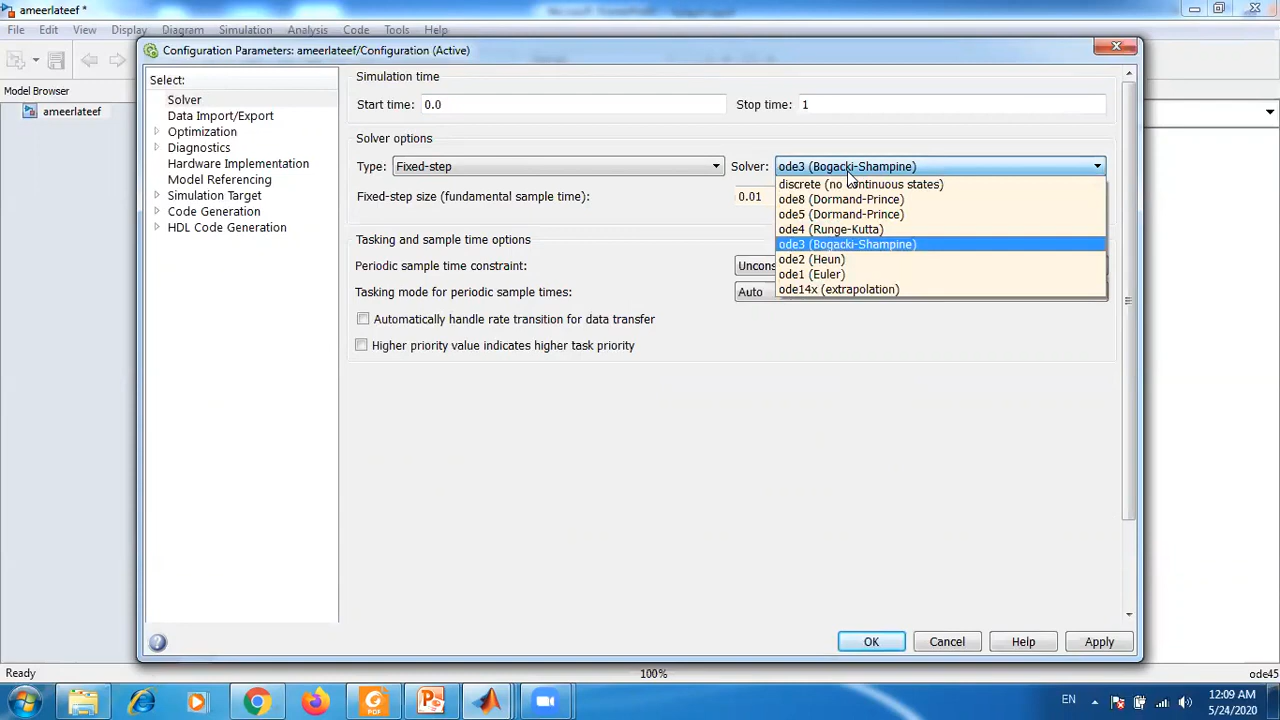 ameerlateef *
File Edit View Display Diagram Simulation Analysis Code Tools Help
Configuration Parameters: ameerlateef/Configuration (Active)
Model Browser
ameerlateef
Select:
Solver
Data Import/Export
Optimization
Diagnostics
Hardware Implementation
Model Referencing
Simulation Target
Code Generation
HDL Code Generation
Simulation time
Start time: 0.0 Stop time: 1
Solver options
Type: Fixed-step Solver: ode3 (Bogacki-Shampine)
discrete (no continuous states)
ode8 (Dormand-Prince)
ode5 (Dormand-Prince)
ode4 (Runge-Kutta)
ode3 (Bogacki-Shampine)
ode2 (Heun)
ode1 (Euler)
ode14x (extrapolation)
Fixed-step size (fundamental sample time): 0.01
Tasking and sample time options
Periodic sample time constraint: Uncons
Tasking mode for periodic sample times: Auto
Automatically handle rate transition for data transfer
Higher priority value indicates higher task priority
OK Cancel Help Apply
Ready 100% ode45
PDF
EN 12:09 AM
5/24/2020